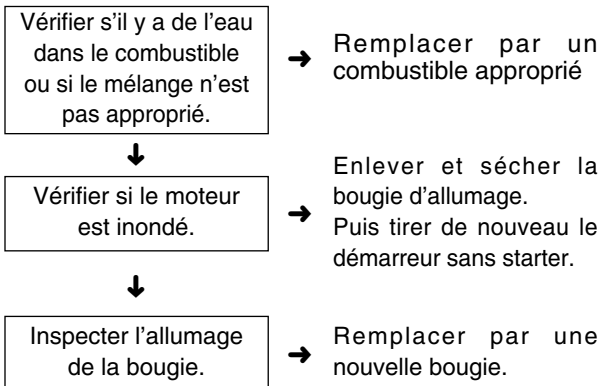 Vérifier s’il y a de l’eau
dans le combustible
ou si le mélange n’est
pas approprié.
➜ Remplacer par un
combustible approprié
➜
Vérifier si le moteur
est inondé.
➜ Enlever et sécher la
bougie d’allumage.
Puis tirer de nouveau le
démarreur sans starter.
➜
Inspecter l’allumage
de la bougie.
➜ Remplacer par une
nouvelle bougie.